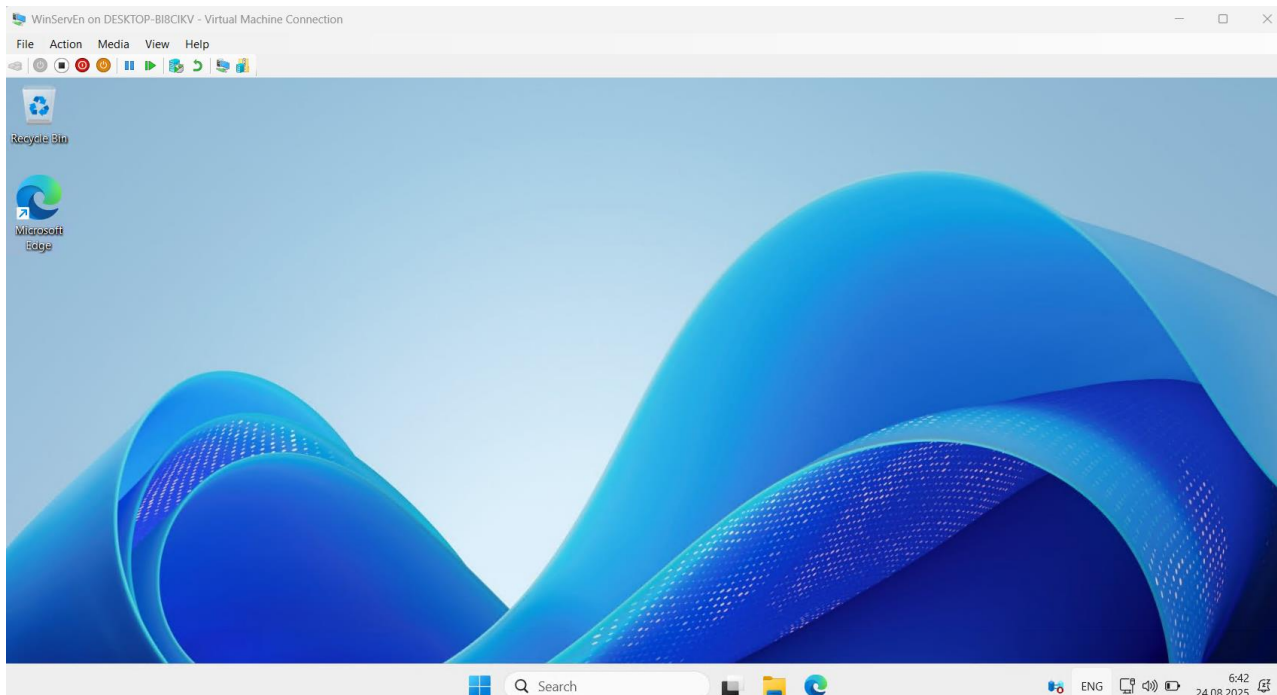 WinServEn on DESKTOP-BI8CIKV - Virtual Machine Connection
File Action Media View Help
Recycle Bin
Microsoft
Edge
Search
ENG
6:42
24.08.2025